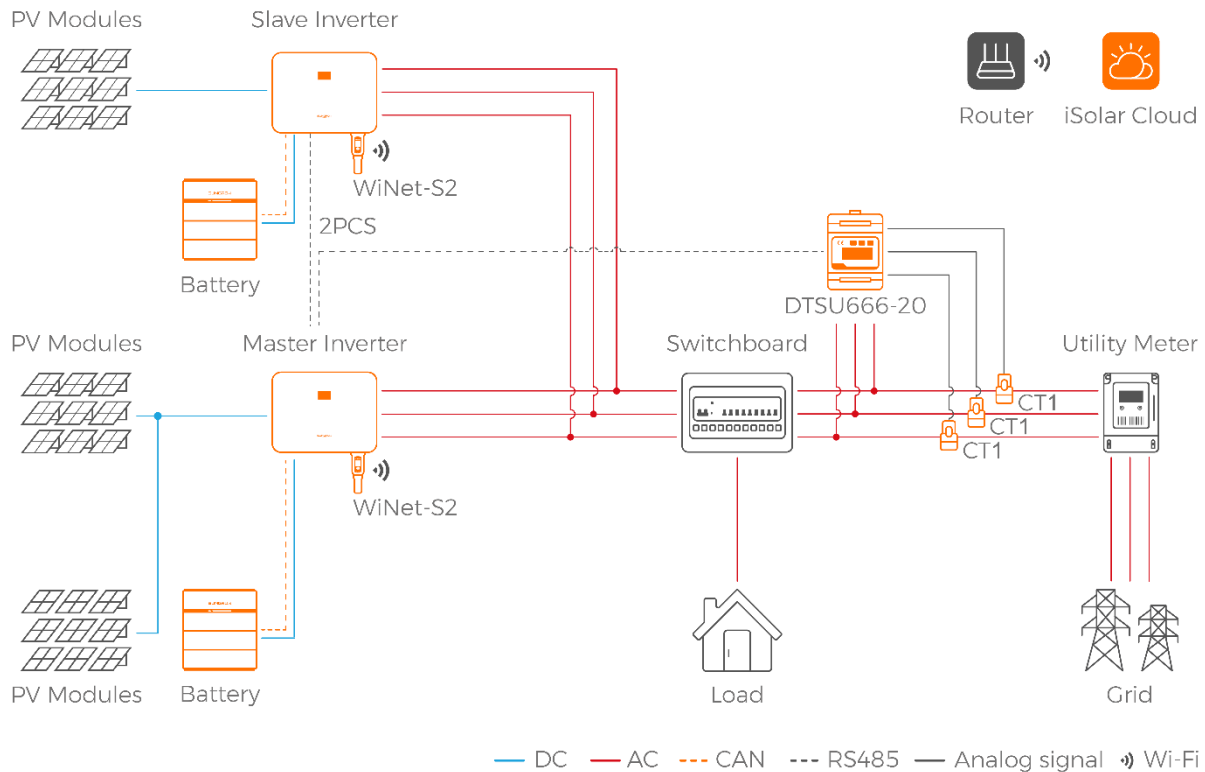 PV Modules
Slave Inverter
Router
iSolar Cloud
WiNet-S2
2PCS
Battery
DTSU666-20
PV Modules
Master Inverter
Switchboard
Utility Meter
CT1
CT1
CT1
WiNet-S2
PV Modules
Battery
Load
Grid
DC
AC
CAN
RS485
Analog signal
Wi-Fi